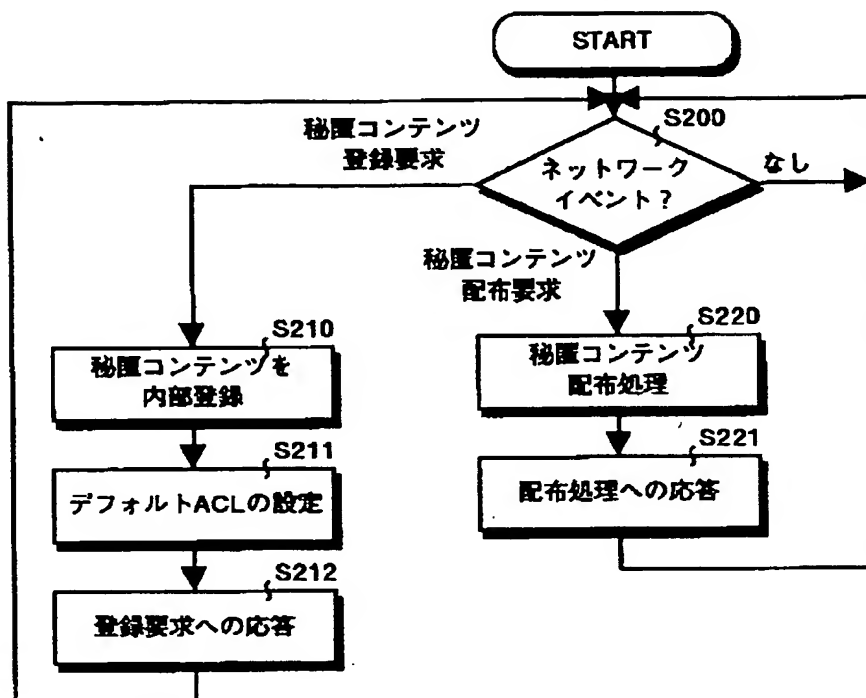 START
S200
秘匿コンテンツ
登録要求
ネットワーク
イベント?
なし
秘匿コンテンツ
配布要求
S210
秘匿コンテンツを
内部登録
S211
デフォルトACLの設定
S212
登録要求への応答
S220
秘匿コンテンツ
配布処理
S221
配布処理への応答